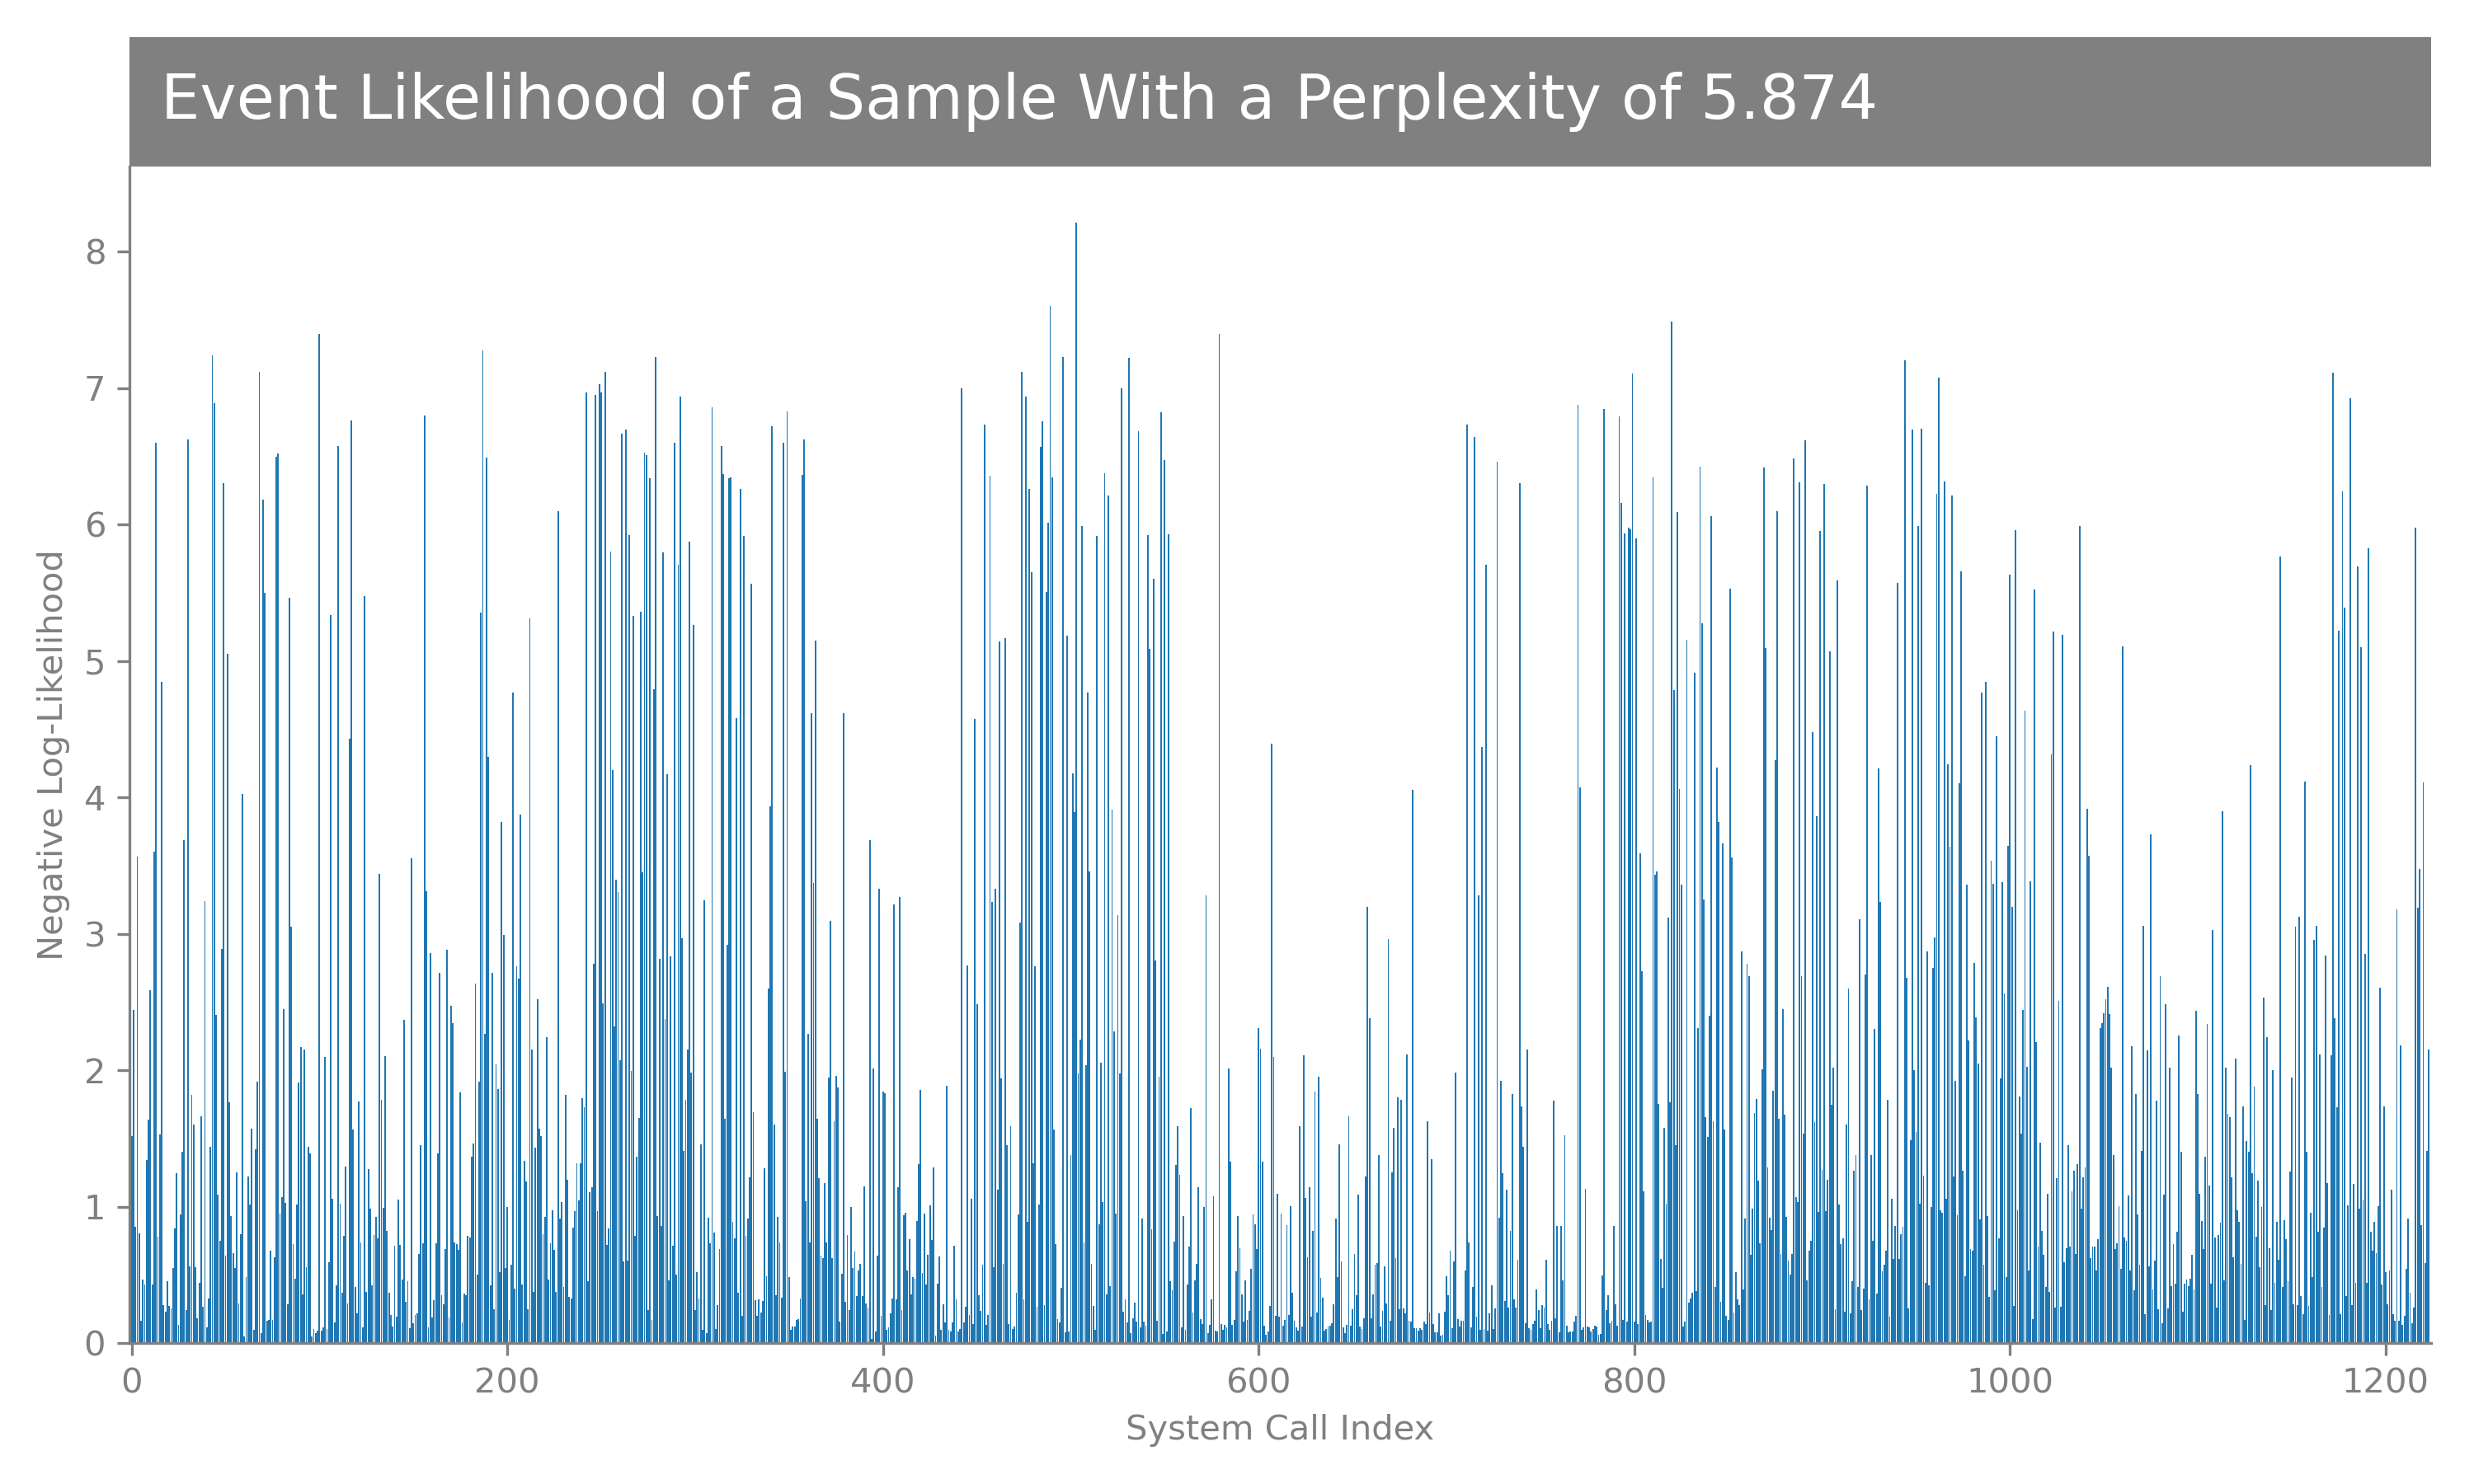 Event Likelihood of a Sample With a Perplexity of 5.874
Negative Log-Likelihood
8
7
6
5
4
3
2
1
0
0 200 400 600 800 1000 1200
System Call Index